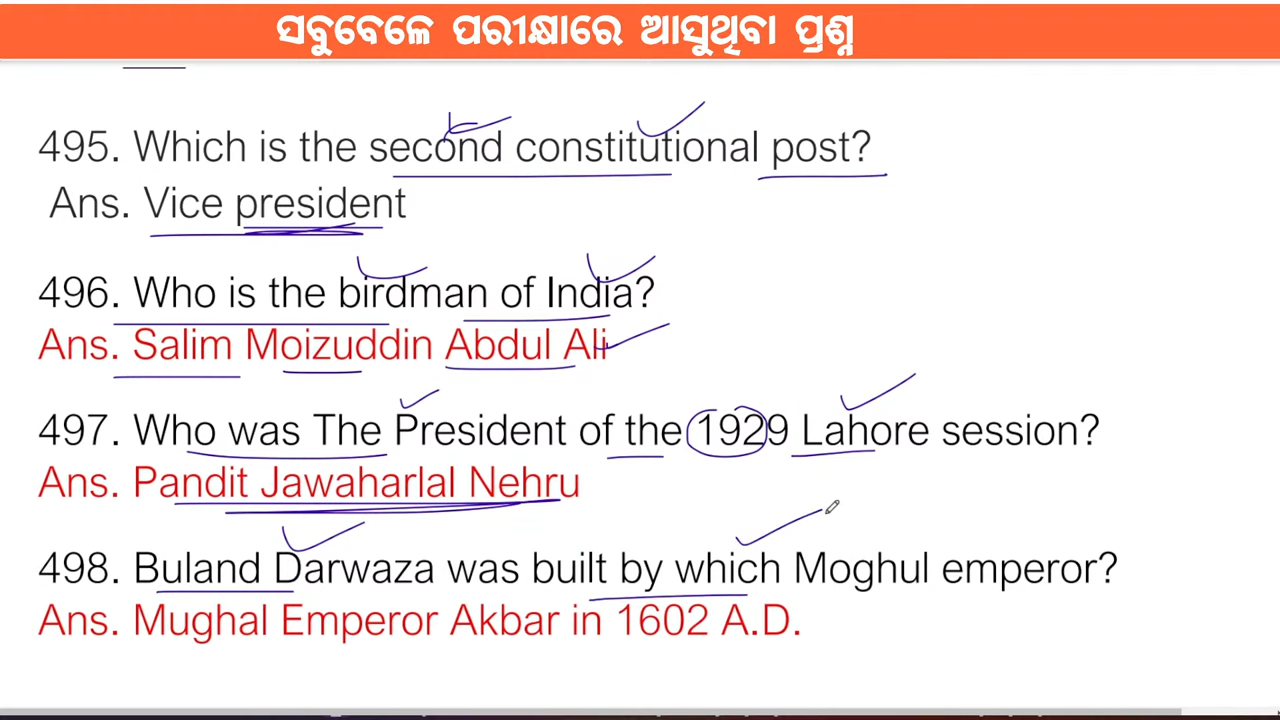 ସବୁବେଳେ ପରୀକ୍ଷାରେ ଆସୁଥିବା ପ୍ରଶ୍ନ
495. Which is the second constitutional post?
Ans. Vice president
496. Who is the birdman of India?
Ans. Salim Moizuddin Abdul Ali
497. Who was The President of the 1929 Lahore session?
Ans. Pandit Jawaharlal Nehru
498. Buland Darwaza was built by which Moghul emperor?
Ans. Mughal Emperor Akbar in 1602 A.D.